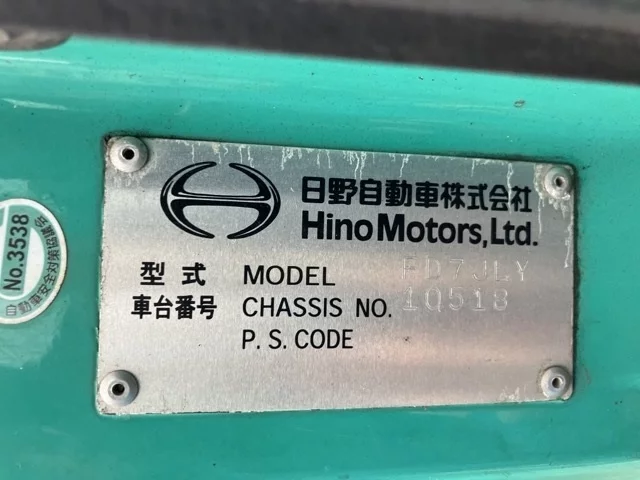 日野自動車株式会社
Hino Motors, Ltd.
型式 MODEL FD7JLY
車台番号 CHASSIS NO. 10518
P. S. CODE
No.3538